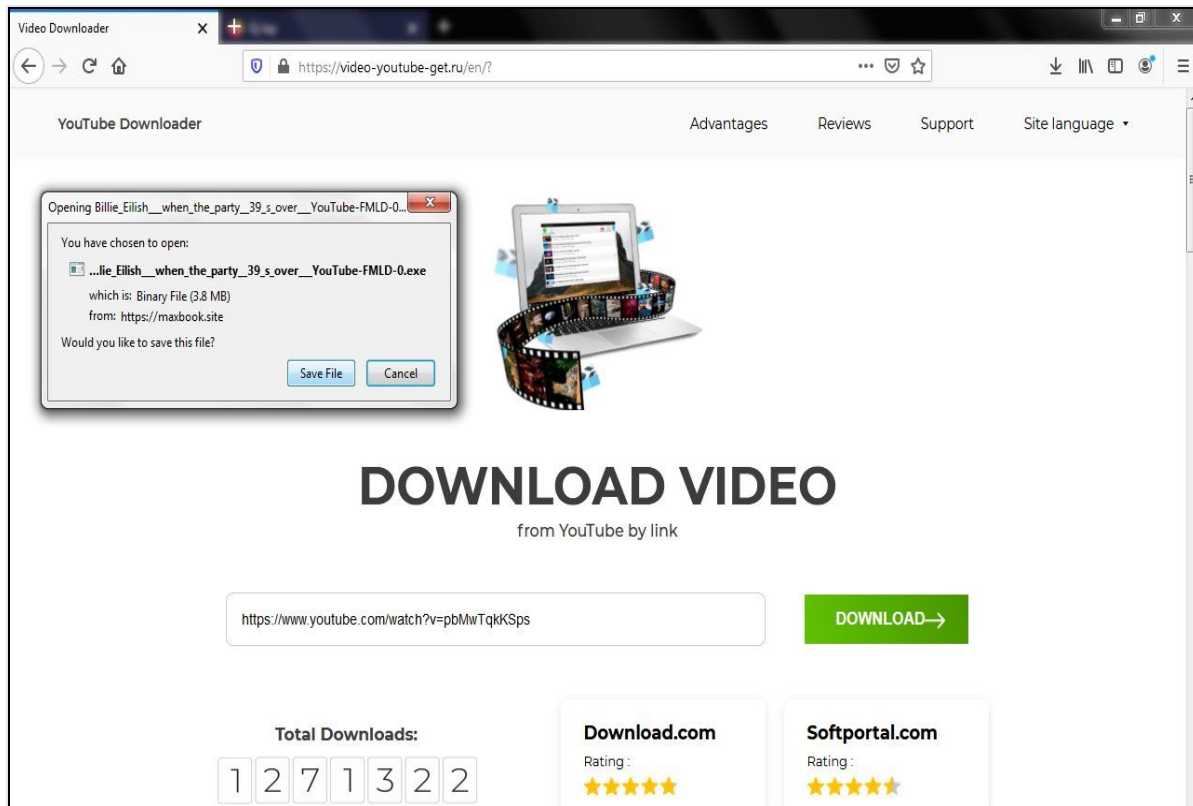 Video Downloader
https://video-youtube-get.ru/en/?
YouTube Downloader
Advantages
Reviews
Support
Site language
Opening Billie_Eilish__when_the_party__39_s_over__YouTube-FMLD-0...
You have chosen to open:
...lie_Eilish__when_the_party__39_s_over__YouTube-FMLD-0.exe
which is: Binary File (3.8 MB)
from: https://maxbook.site
Would you like to save this file?
Save File
Cancel
DOWNLOAD VIDEO
from YouTube by link
https://www.youtube.com/watch?v=pbMwTqkKSps
DOWNLOAD→
Total Downloads:
1271322
Download.com
Rating :
Softportal.com
Rating :